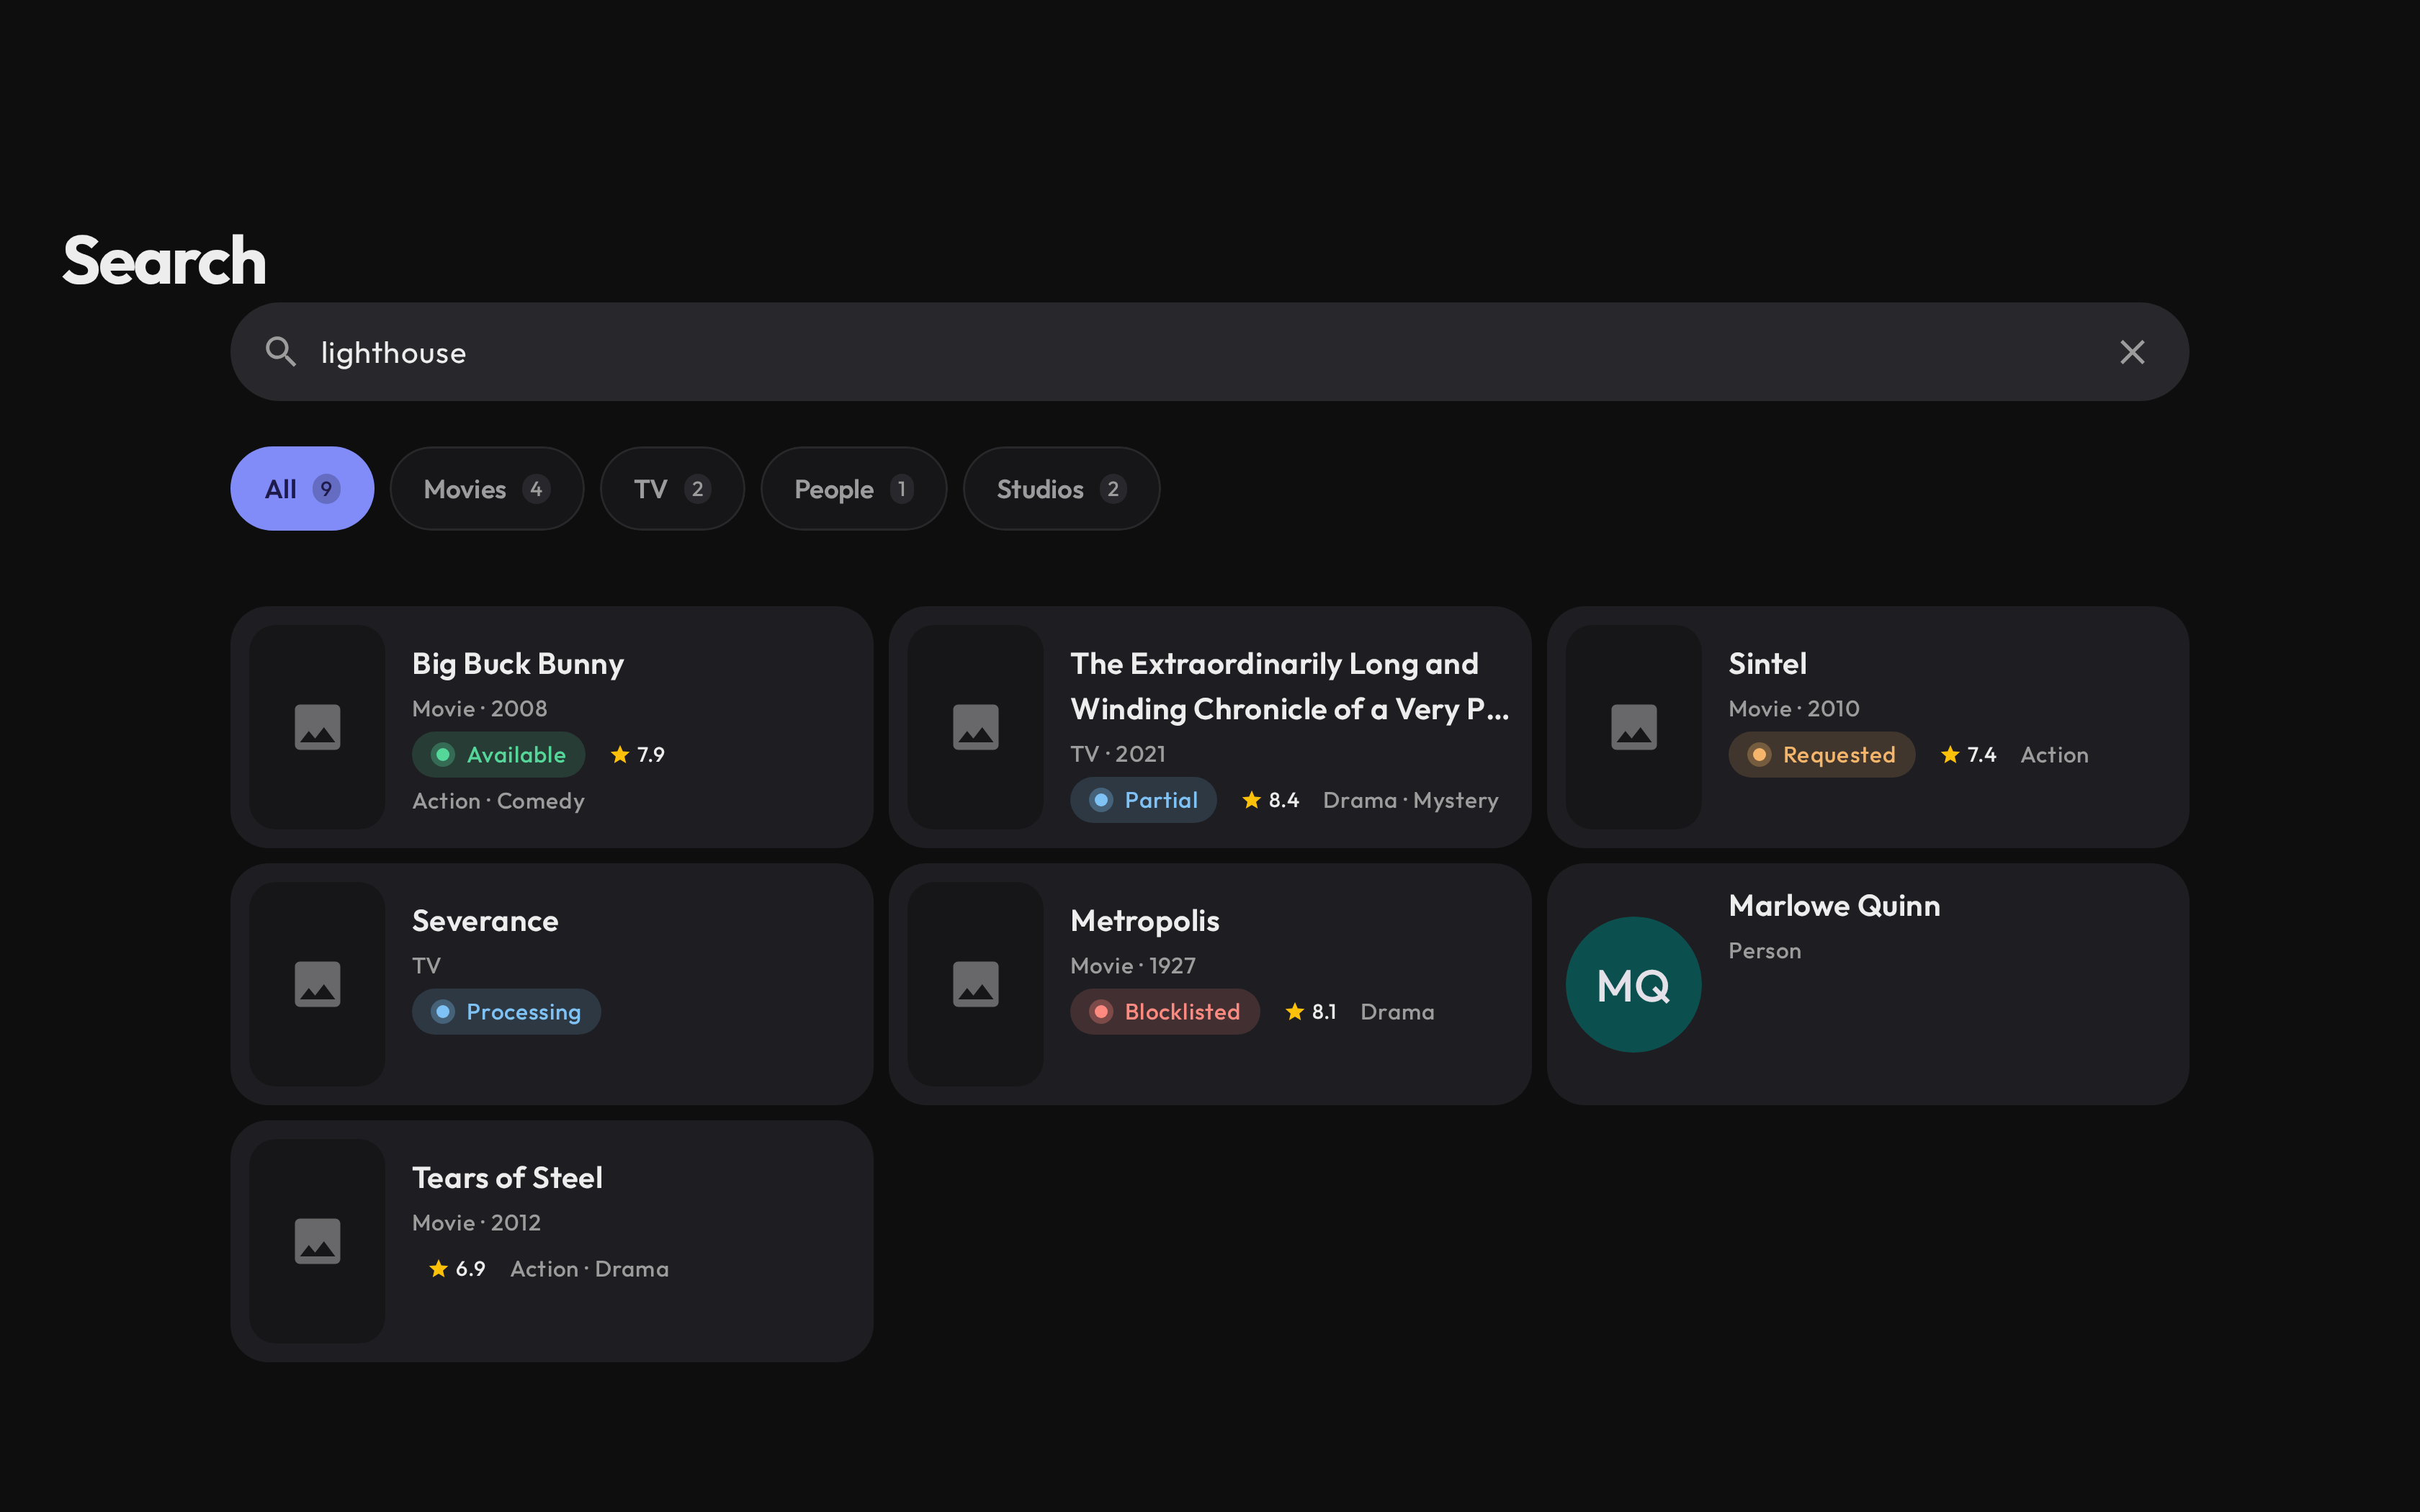 Search
lighthouse
All 9
Movies 4
TV 2
People 1
Studios 2
Big Buck Bunny
Movie · 2008
Available
7.9
Action · Comedy
The Extraordinarily Long and
Winding Chronicle of a Very P...
TV · 2021
Partial
8.4
Drama · Mystery
Sintel
Movie · 2010
Requested
7.4
Action
Severance
TV
Processing
Metropolis
Movie · 1927
Blocklisted
8.1
Drama
Marlowe Quinn
Person
MQ
Tears of Steel
Movie · 2012
6.9
Action · Drama